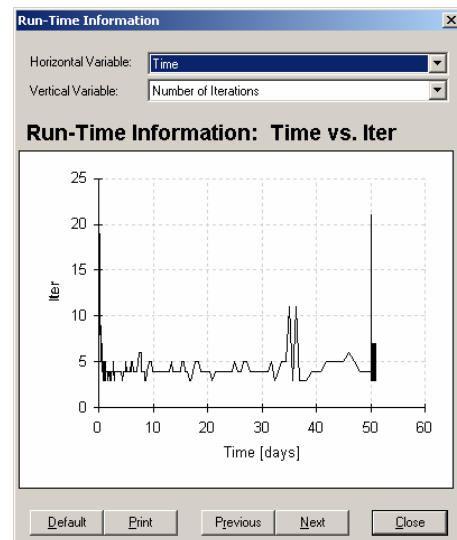 Run-Time Information
Horizontal Variable: Time
Vertical Variable: Number of Iterations
Run-Time Information: Time vs. Iter
25
20
15
10
5
0
Iter
0 10 20 30 40 50 60
Time [days]
Default Print Previous Next Close